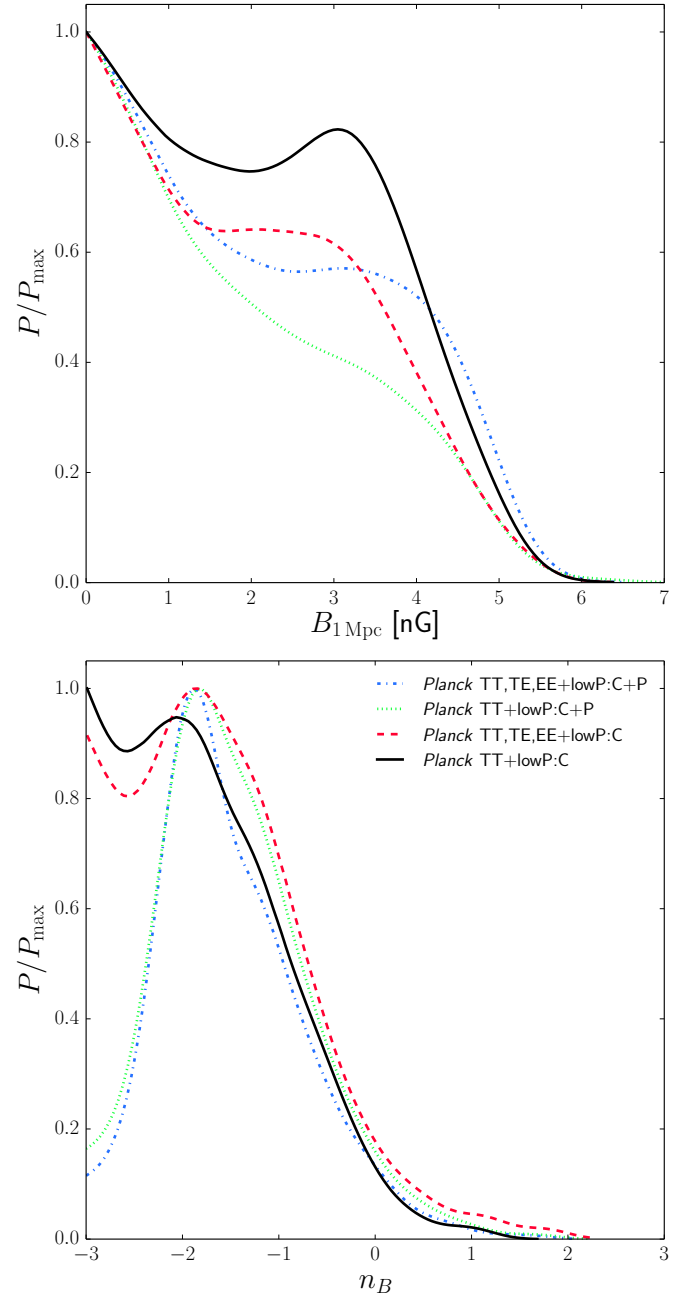 1.0
0.8
0.6
0.4
0.2
0.0
P/P_max
0 1 2 3 4 5 6 7
B_{1 Mpc} [nG]
1.0
0.8
0.6
0.4
0.2
0.0
P/P_max
Planck TT,TE,EE+lowP:C+P
Planck TT+lowP:C+P
Planck TT,TE,EE+lowP:C
Planck TT+lowP:C
−3 −2 −1 0 1 2 3
n_B